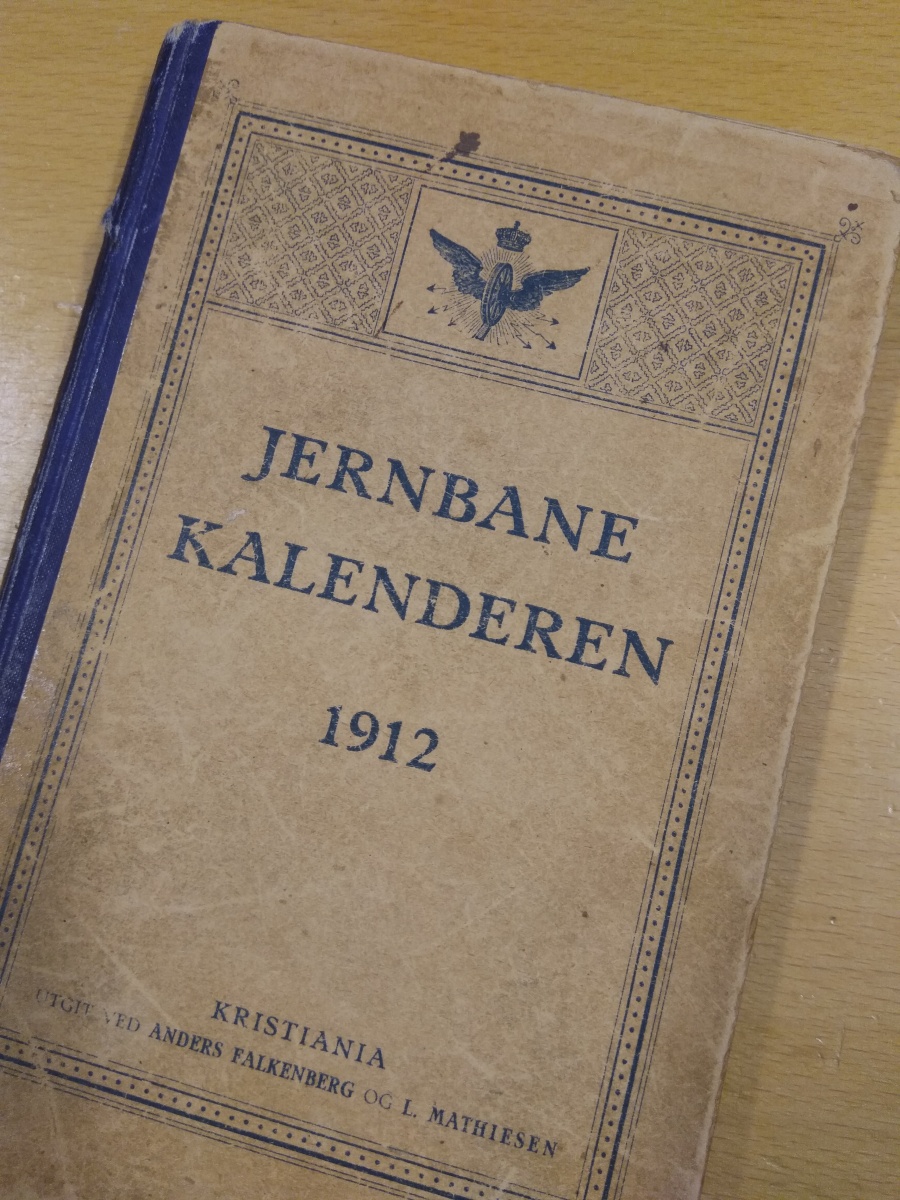 JERNBANE
KALENDEREN
1912
KRISTIANIA
UTGIT VED ANDERS FALKENBERG OG L. MATHIESEN